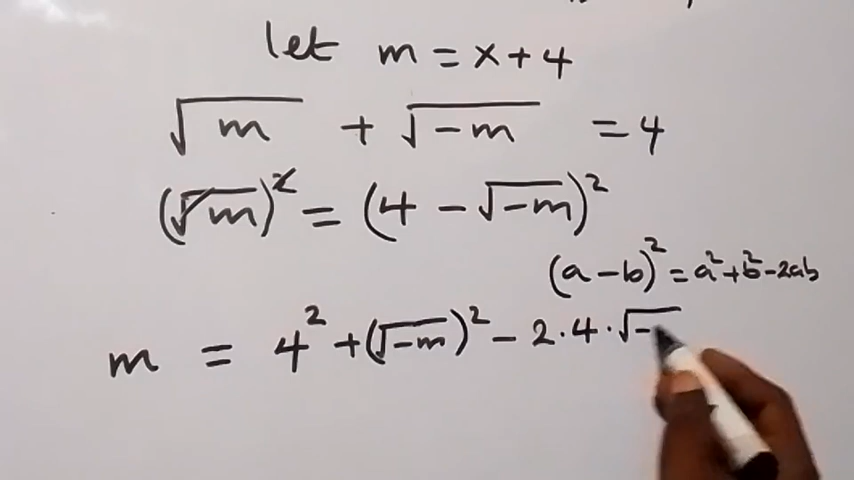 let m = x + 4
√m + √-m = 4
(√m)² = (4 - √-m)²
(a - b)² = a² + b² - 2ab
m = 4² + (√-m)² - 2·4·√-